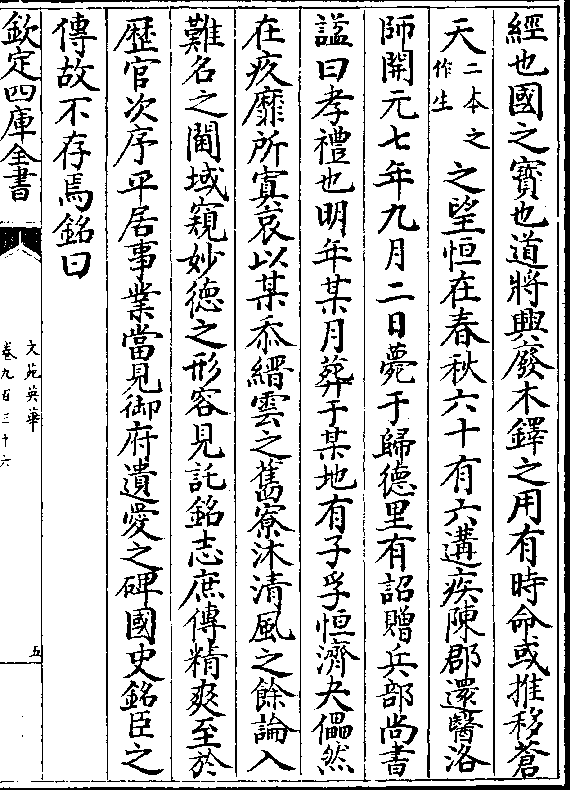 經也國之寳也道將興廢木鐸之用有時命或推移蒼
天二本之作生之望恒在春秋六十有六遘疾陳郡還醫洛
師開元七年九月二日薨于歸德里有詔贈兵部尚書
諡曰孝禮也明年某月葬于某地有子孚恒濟夬儡然
在疚靡所寘哀以某忝縉雲之舊寮沐清風之餘論入
難名之閫域窺妙德之形容見託銘志庶傳精爽至於
歴官次序平居事業當見御府遺愛之碑國史銘臣之
傳故不存焉銘曰
欽定四庫全書
文苑英華
卷九百三十六
五